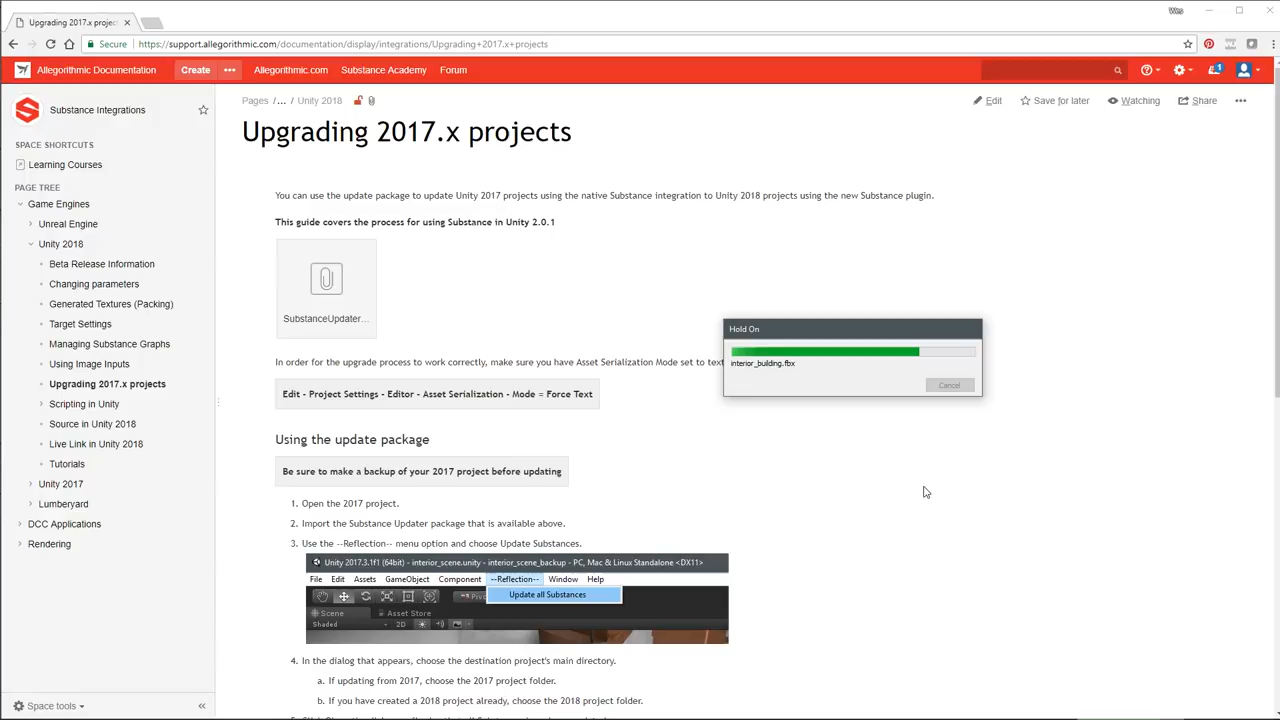 Wes
Upgrading 2017.x projec
Secure
https://support.allegorithmic.com/documentation/display/integrations/Upgrading+2017.x+projects
Allegorithmic Documentation
Create
Allegorithmic.com
Substance Academy
Forum
1
Substance Integrations
SPACE SHORTCUTS
Learning Courses
PAGE TREE
Game Engines
Unreal Engine
Unity 2018
Beta Release Information
Changing parameters
Generated Textures (Packing)
Target Settings
Managing Substance Graphs
Using Image Inputs
Upgrading 2017.x projects
Scripting in Unity
Source in Unity 2018
Live Link in Unity 2018
Tutorials
Unity 2017
Lumberyard
DCC Applications
Rendering
Space tools
Pages /... / Unity 2018
Edit
Save for later
Watching
Share
Upgrading 2017.x projects
You can use the update package to update Unity 2017 projects using the native Substance integration to Unity 2018 projects using the new Substance plugin.
This guide covers the process for using Substance in Unity 2.0.1
SubstanceUpdater...
In order for the upgrade process to work correctly, make sure you have Asset Serialization Mode set to text
Edit - Project Settings - Editor - Asset Serialization - Mode = Force Text
Hold On
interior_building.fbx
Cancel
Using the update package
Be sure to make a backup of your 2017 project before updating
1. Open the 2017 project.
2. Import the Substance Updater package that is available above.
3. Use the --Reflection-- menu option and choose Update Substances.
Unity 2017.3.1f1 (64bit) - interior_scene.unity - interior_scene_backup - PC, Mac & Linux Standalone <DX11>
File Edit Assets GameObject Component --Reflection-- Window Help
Update all Substances
Scene
Asset Store
Shaded
2D
4. In the dialog that appears, choose the destination project's main directory.
a. If updating from 2017, choose the 2017 project folder.
b. If you have created a 2018 project already, choose the 2018 project folder.